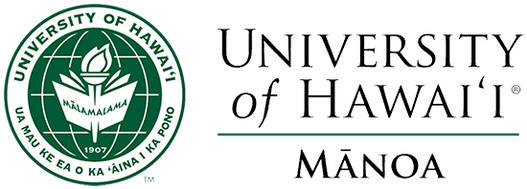 UNIVERSITY OF HAWAIʻI
MĀLAMALAMA
1907
UA MAU KE EA O KA ʻĀINA I KA PONO
TM
UNIVERSITY
of HAWAIʻI®
MĀNOA